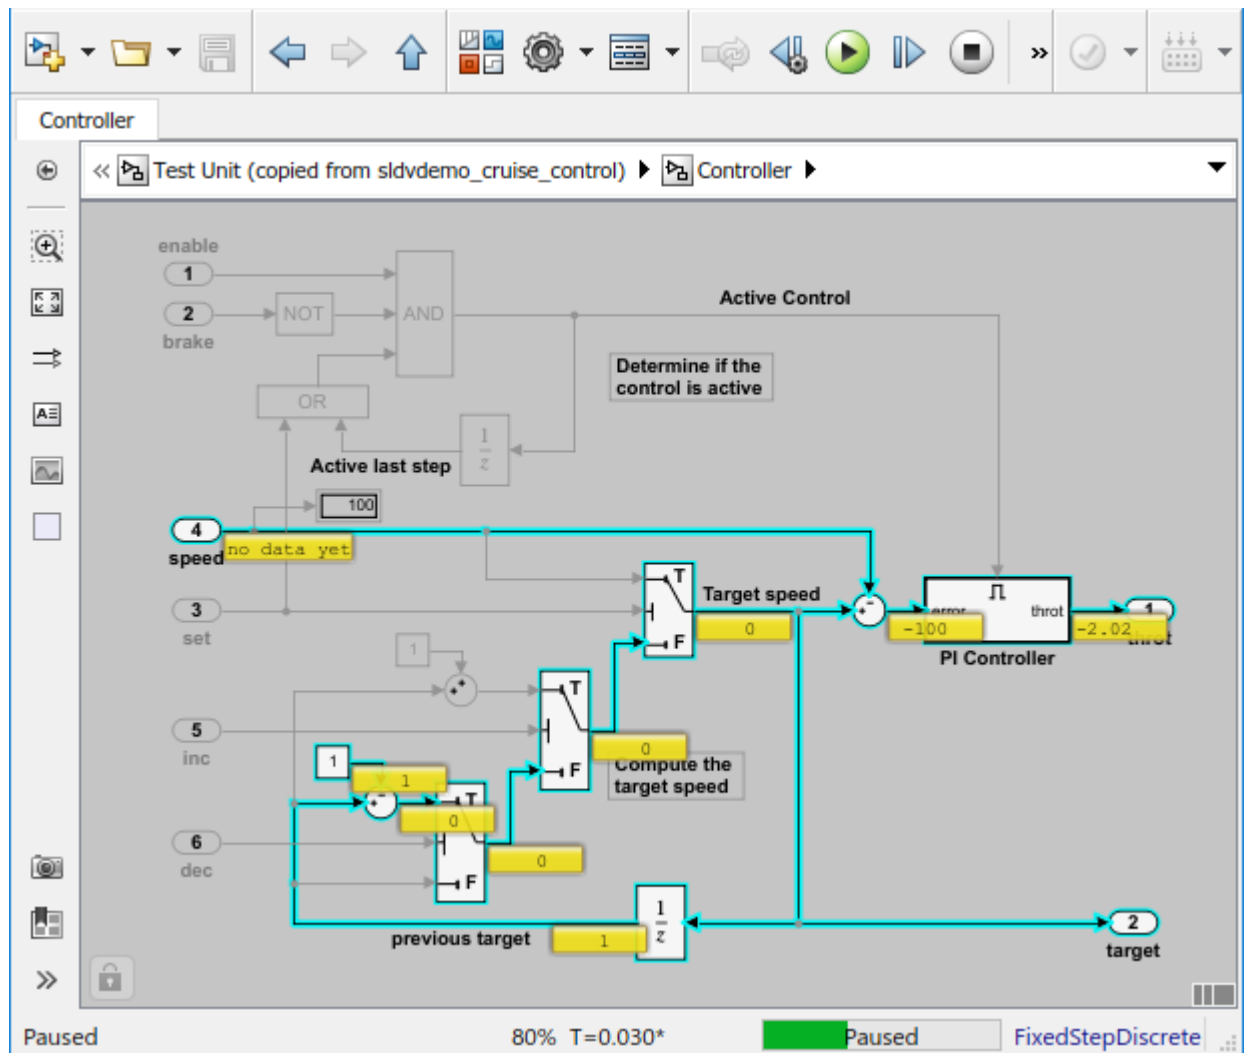 Controller
Test Unit (copied from sldvdemo_cruise_control) Controller
enable
1
2
brake
NOT
AND
Active Control
Determine if the
control is active
OR
1
z
Active last step
100
4
speed
no data yet
3
set
T
F
Target speed
0
error
throt
-100
-2.02
1
throt
PI Controller
1
T
F
5
inc
0
Compute the
target speed
1
1
T
0
F
0
6
dec
previous target
1
1
z
2
target
Paused
80% T=0.030*
Paused
FixedStepDiscrete